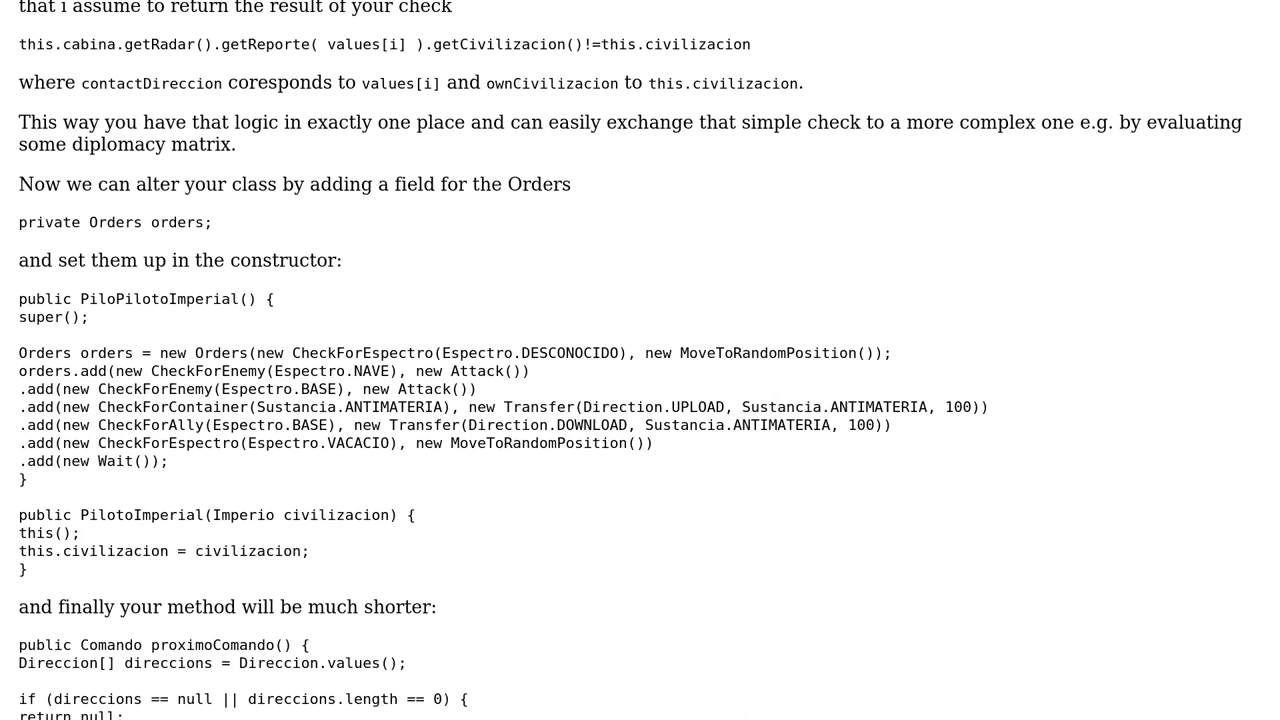 that i assume to return the result of your check
this.cabina.getRadar().getReporte( values[i] ).getCivilizacion()!=this.civilizacion
where contactDireccion coresponds to values[i] and ownCivilizacion to this.civilizacion.
This way you have that logic in exactly one place and can easily exchange that simple check to a more complex one e.g. by evaluating
some diplomacy matrix.
Now we can alter your class by adding a field for the Orders
private Orders orders;
and set them up in the constructor:
public PiloPilotoImperial() {
super();
Orders orders = new Orders(new CheckForEspectro(Espectro.DESCONOCIDO), new MoveToRandomPosition());
orders.add(new CheckForEnemy(Espectro.NAVE), new Attack())
.add(new CheckForEnemy(Espectro.BASE), new Attack())
.add(new CheckForContainer(Sustancia.ANTIMATERIA), new Transfer(Direction.UPLOAD, Sustancia.ANTIMATERIA, 100))
.add(new CheckForAlly(Espectro.BASE), new Transfer(Direction.DOWNLOAD, Sustancia.ANTIMATERIA, 100))
.add(new CheckForEspectro(Espectro.VACACIO), new MoveToRandomPosition())
.add(new Wait());
}
public PilotoImperial(Imperio civilizacion) {
this();
this.civilizacion = civilizacion;
}
and finally your method will be much shorter:
public Comando proximoComando() {
Direccion[] direccions = Direccion.values();
if (direccions == null || direccions.length == 0) {
return null;